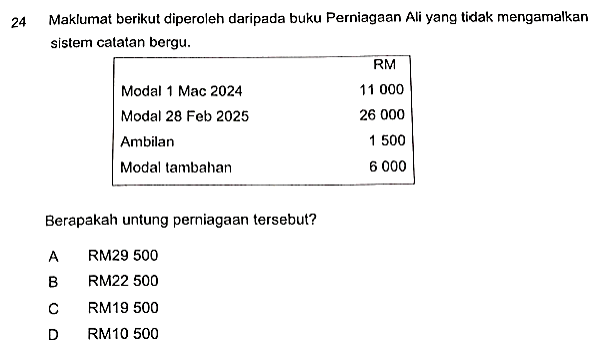 24 Maklumat berikut diperoleh daripada buku Perniagaan Ali yang tidak mengamalkan
sistem catatan bergu.
RM
Modal 1 Mac 2024 11 000
Modal 28 Feb 2025 26 000
Ambilan 1 500
Modal tambahan 6 000
Berapakah untung perniagaan tersebut?
A RM29 500
B RM22 500
C RM19 500
D RM10 500